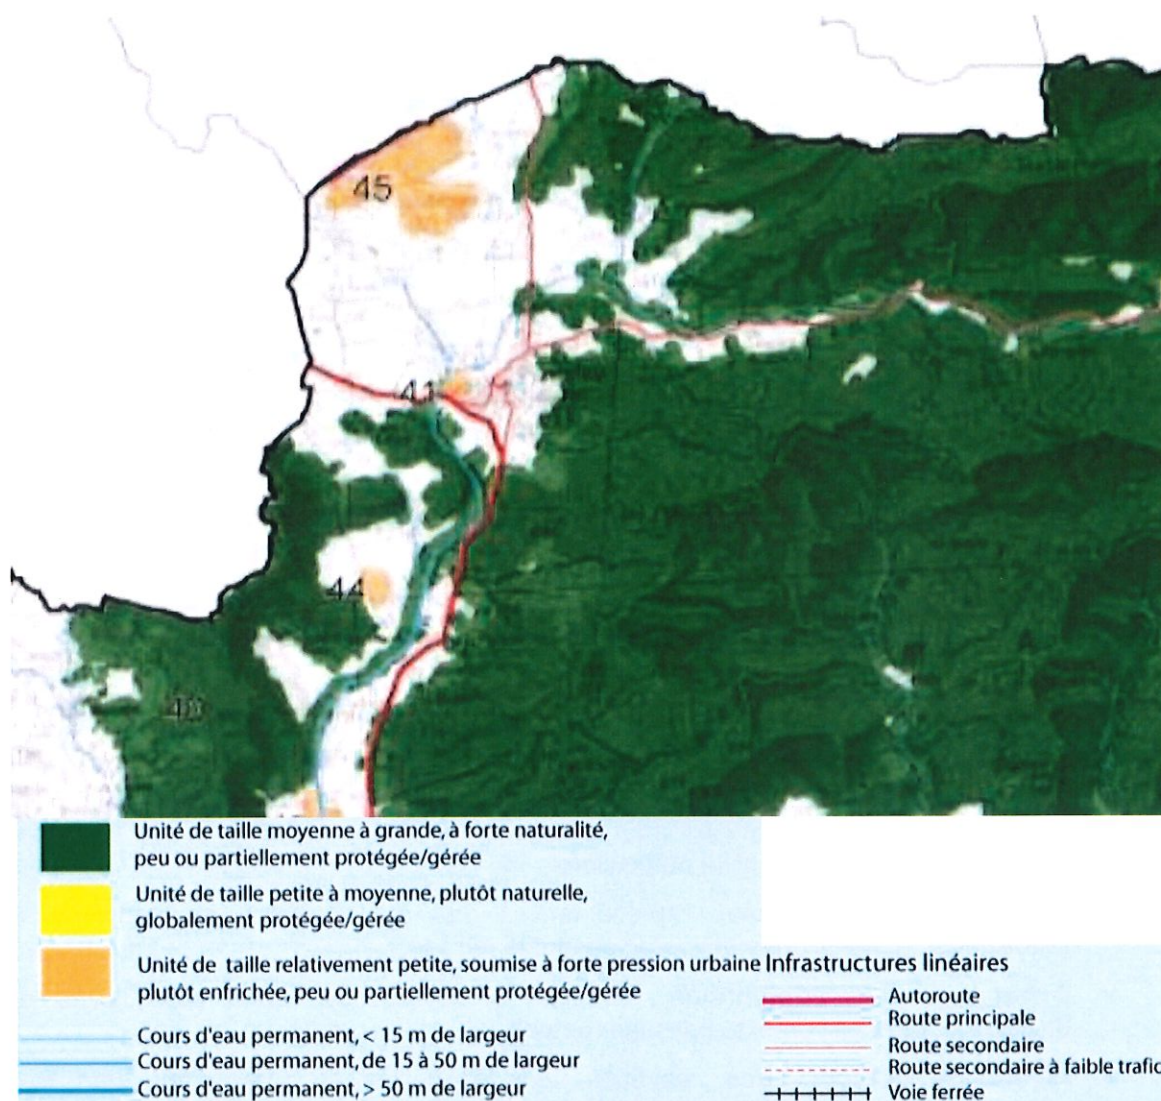 45
41
44
Unité de taille moyenne à grande, à forte naturalité,
peu ou partiellement protégée/gérée
Unité de taille petite à moyenne, plutôt naturelle,
globalement protégée/gérée
Unité de taille relativement petite, soumise à forte pression urbaine
plutôt enfrichée, peu ou partiellement protégée/gérée
Cours d'eau permanent, < 15 m de largeur
Cours d'eau permanent, de 15 à 50 m de largeur
Cours d'eau permanent, > 50 m de largeur
Infrastructures linéaires
Autoroute
Route principale
Route secondaire
Route secondaire à faible trafic
Voie ferrée